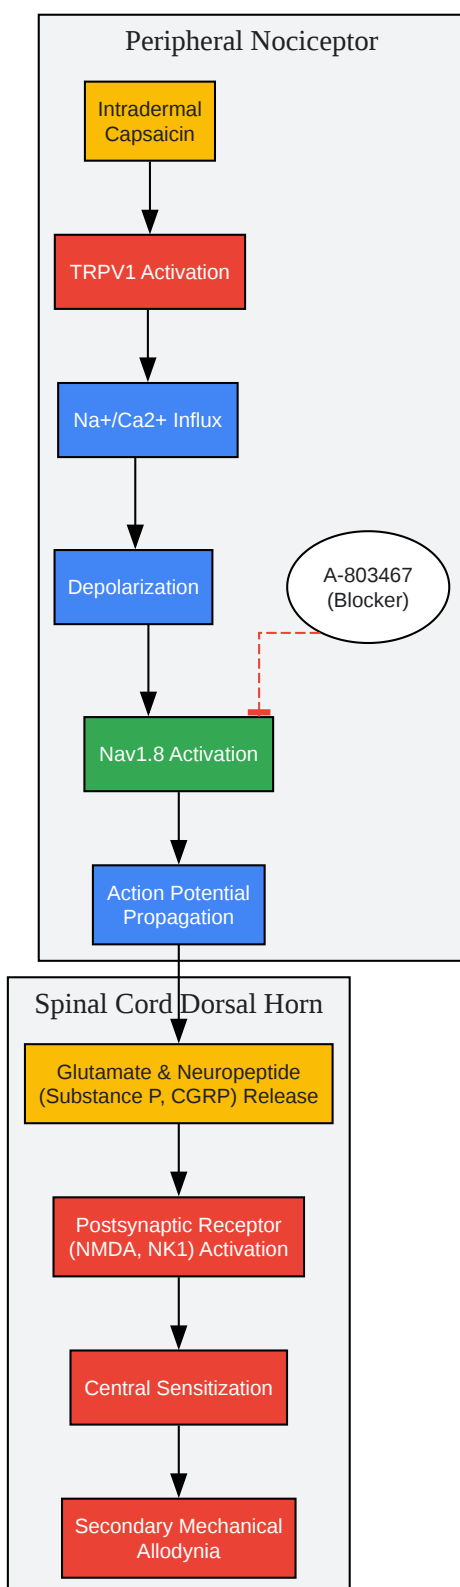 Peripheral Nociceptor
Intradermal
Capsaicin
TRPV1 Activation
Na+/Ca2+ Influx
Depolarization
A-803467
(Blocker)
Nav1.8 Activation
Action Potential
Propagation
Spinal Cord Dorsal Horn
Glutamate & Neuropeptide
(Substance P, CGRP) Release
Postsynaptic Receptor
(NMDA, NK1) Activation
Central Sensitization
Secondary Mechanical
Allodynia